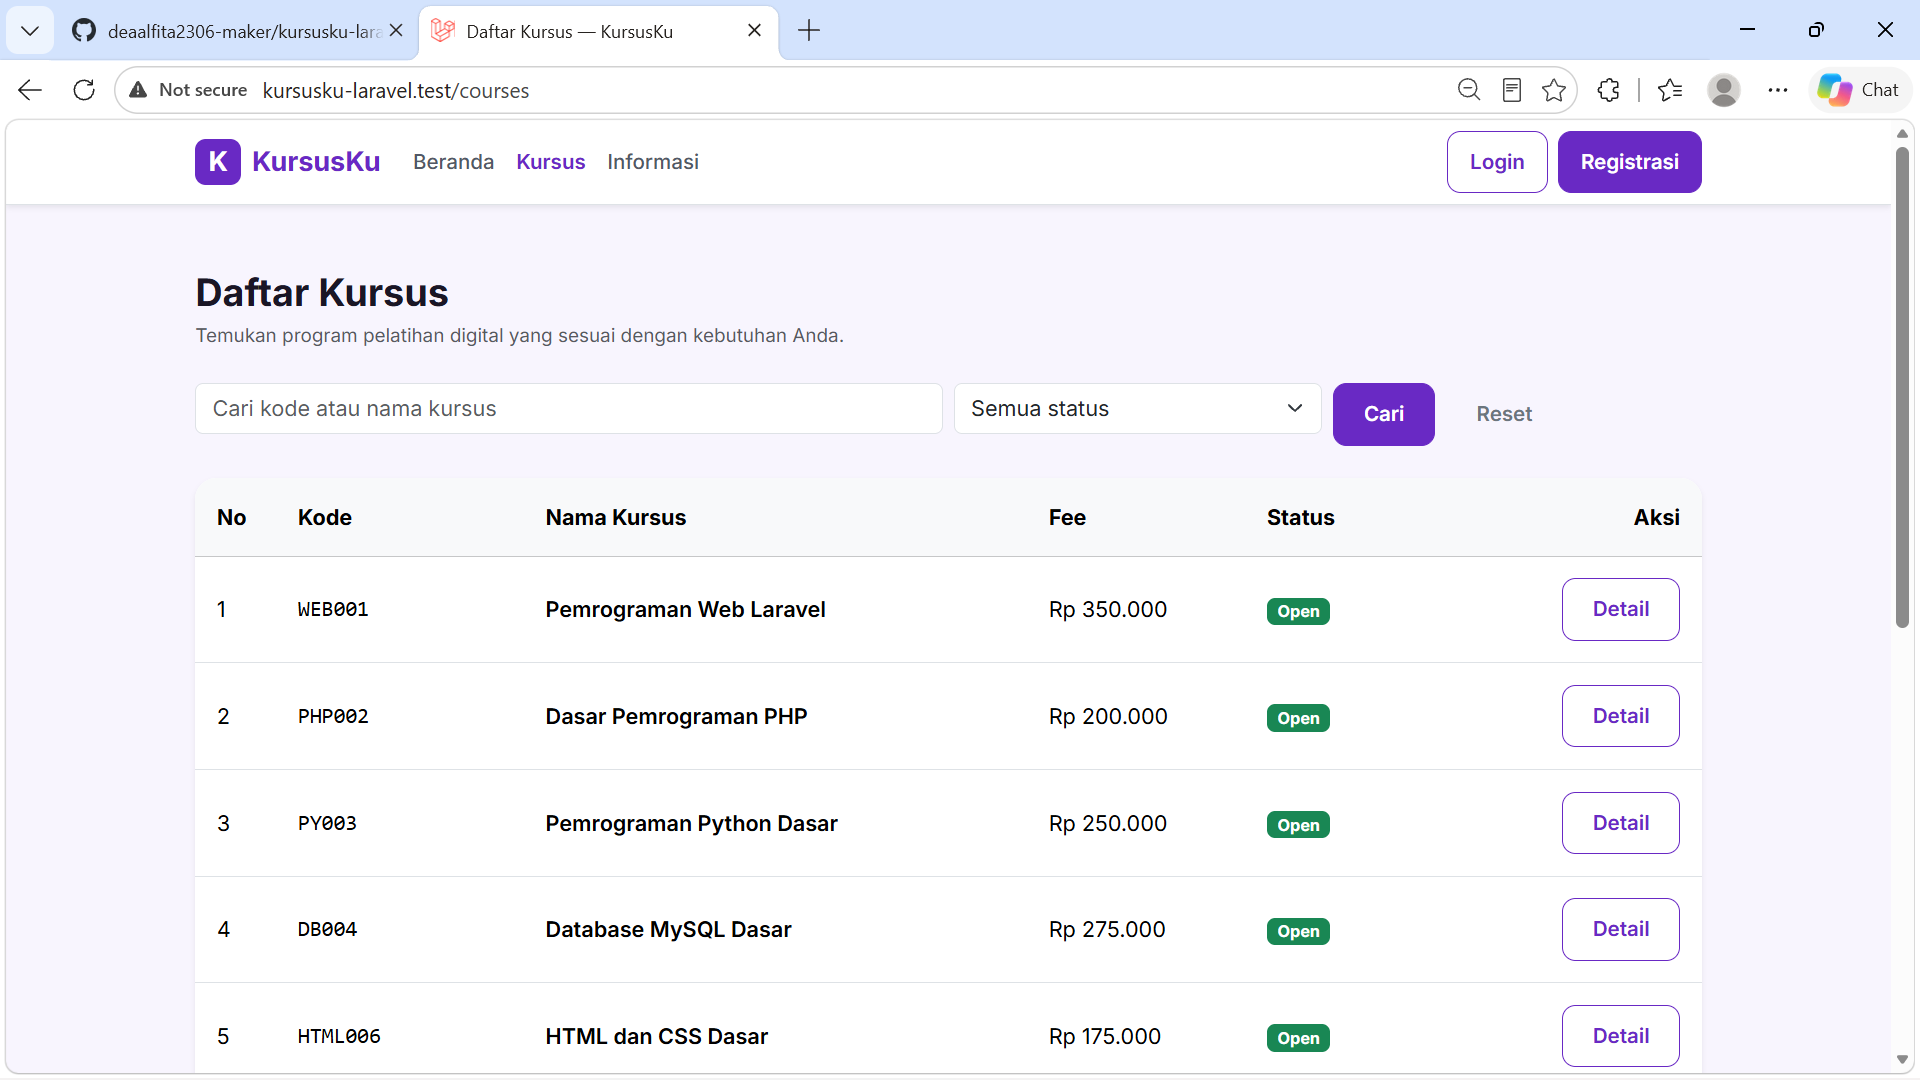 deaalfita2306-maker/kursusku-lara
Daftar Kursus — KursusKu
Not secure kursusku-laravel.test/courses
Chat
K KursusKu Beranda Kursus Informasi Login Registrasi
Daftar Kursus
Temukan program pelatihan digital yang sesuai dengan kebutuhan Anda.
Cari kode atau nama kursus Semua status Cari Reset
No Kode Nama Kursus Fee Status Aksi
1 WEB001 Pemrograman Web Laravel Rp 350.000 Open Detail
2 PHP002 Dasar Pemrograman PHP Rp 200.000 Open Detail
3 PY003 Pemrograman Python Dasar Rp 250.000 Open Detail
4 DB004 Database MySQL Dasar Rp 275.000 Open Detail
5 HTML006 HTML dan CSS Dasar Rp 175.000 Open Detail